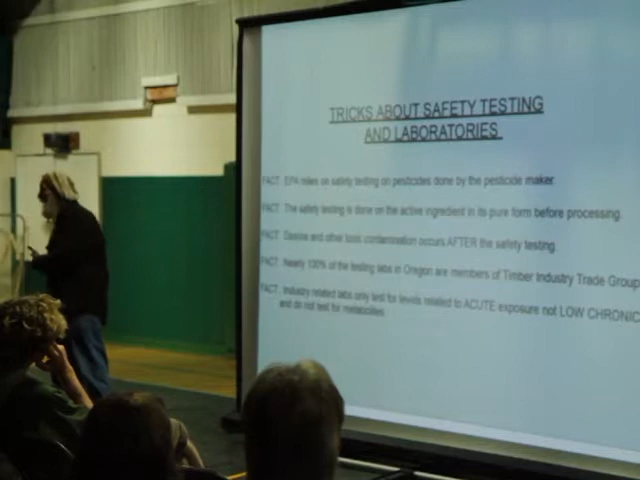 TRICKS ABOUT SAFETY TESTING
AND LABORATORIES
FACT: EPA relies on safety testing on pesticides done by the pesticide maker.
FACT: The safety testing is done on the active ingredient in its pure form before processing.
FACT: Dioxins and other toxic contamination occurs AFTER the safety testing.
FACT: Nearly 100% of the testing labs in Oregon are members of Timber Industry Trade Group
FACT: Industry related labs only test for levels related to ACUTE exposure not LOW CHRONIC
and do not test for metabolites